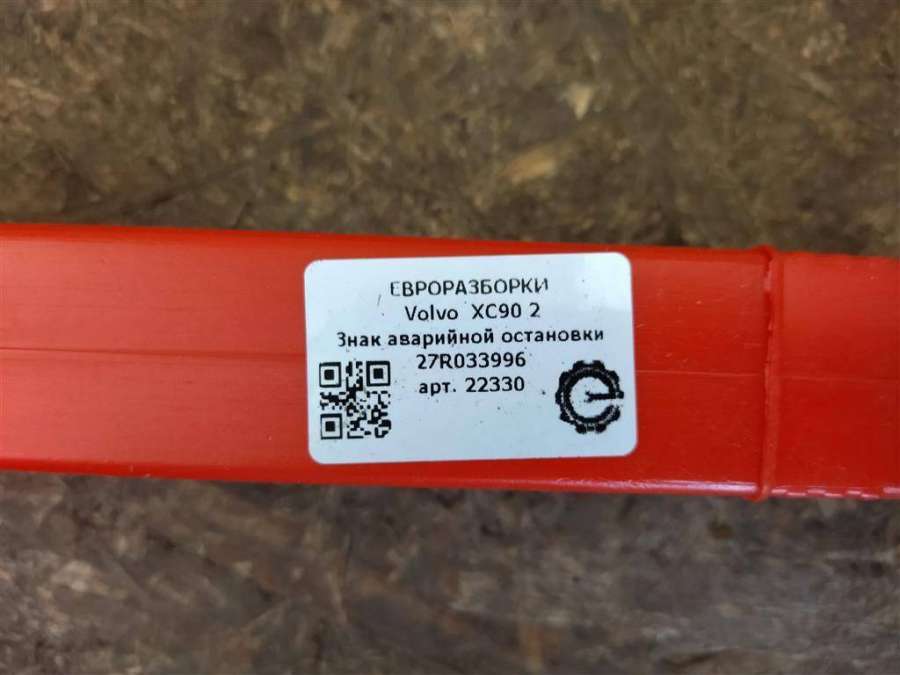 ЕВРОРАЗБОРКИ
Volvo XC90 2
Знак аварийной остановки
27R033996
арт. 22330